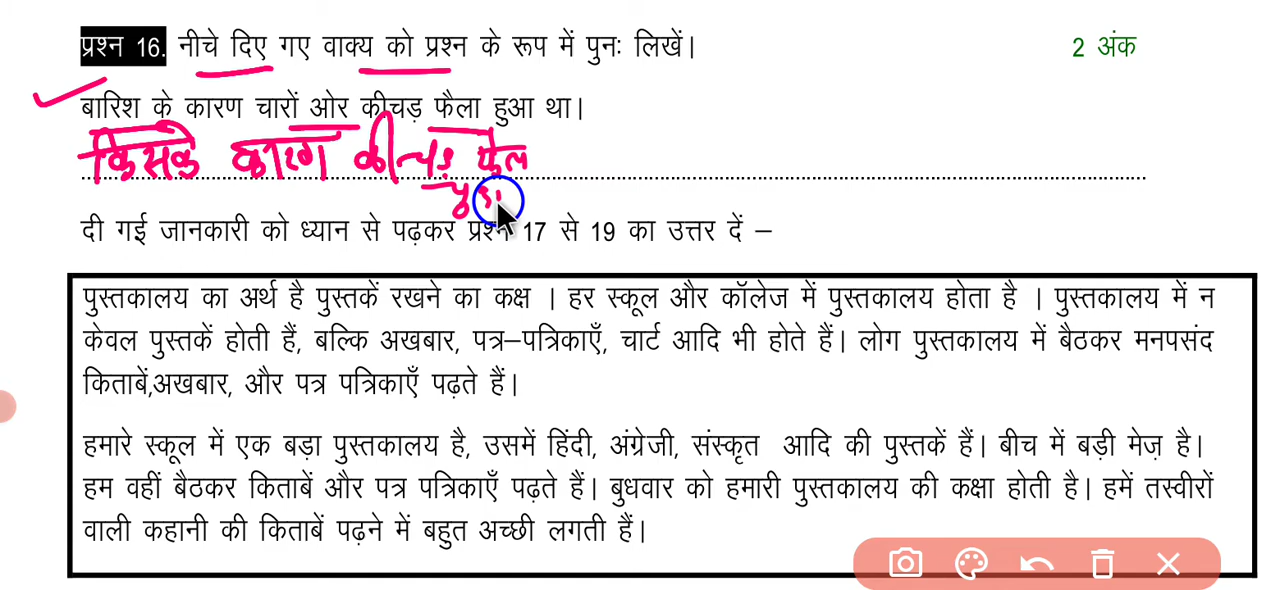 प्रश्न 16. नीचे दिए गए वाक्य को प्रश्न के रूप में पुनः लिखें। 2 अंक
बारिश के कारण चारों ओर कीचड़ फैला हुआ था।
किसके कारण कीचड़ फैल
दी गई जानकारी को ध्यान से पढ़कर प्रश्न 17 से 19 का उत्तर दें –
पुस्तकालय का अर्थ है पुस्तकें रखने का कक्ष । हर स्कूल और कॉलेज में पुस्तकालय होता है । पुस्तकालय में न
केवल पुस्तकें होती हैं, बल्कि अखबार, पत्र–पत्रिकाएँ, चार्ट आदि भी होते हैं। लोग पुस्तकालय में बैठकर मनपसंद
किताबें,अखबार, और पत्र पत्रिकाएँ पढ़ते हैं।
हमारे स्कूल में एक बड़ा पुस्तकालय है, उसमें हिंदी, अंग्रेजी, संस्कृत आदि की पुस्तकें हैं। बीच में बड़ी मेज़ है।
हम वहीं बैठकर किताबें और पत्र पत्रिकाएँ पढ़ते हैं। बुधवार को हमारी पुस्तकालय की कक्षा होती है। हमें तस्वीरों
वाली कहानी की किताबें पढ़ने में बहुत अच्छी लगती हैं।